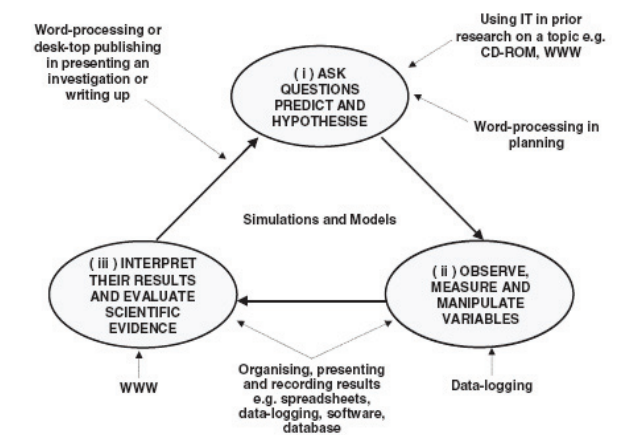 Word-processing or
desk-top publishing
in presenting an
investigation or
writing up
Using IT in prior
research on a topic e.g.
CD-ROM, WWW
( i ) ASK
QUESTIONS
PREDICT AND
HYPOTHESISE
Word-processing in
planning
Simulations and Models
( iii ) INTERPRET
THEIR RESULTS
AND EVALUATE
SCIENTIFIC
EVIDENCE
( ii ) OBSERVE,
MEASURE AND
MANIPULATE
VARIABLES
WWW
Organising, presenting
and recording results
e.g. spreadsheets,
data-logging, software,
database
Data-logging